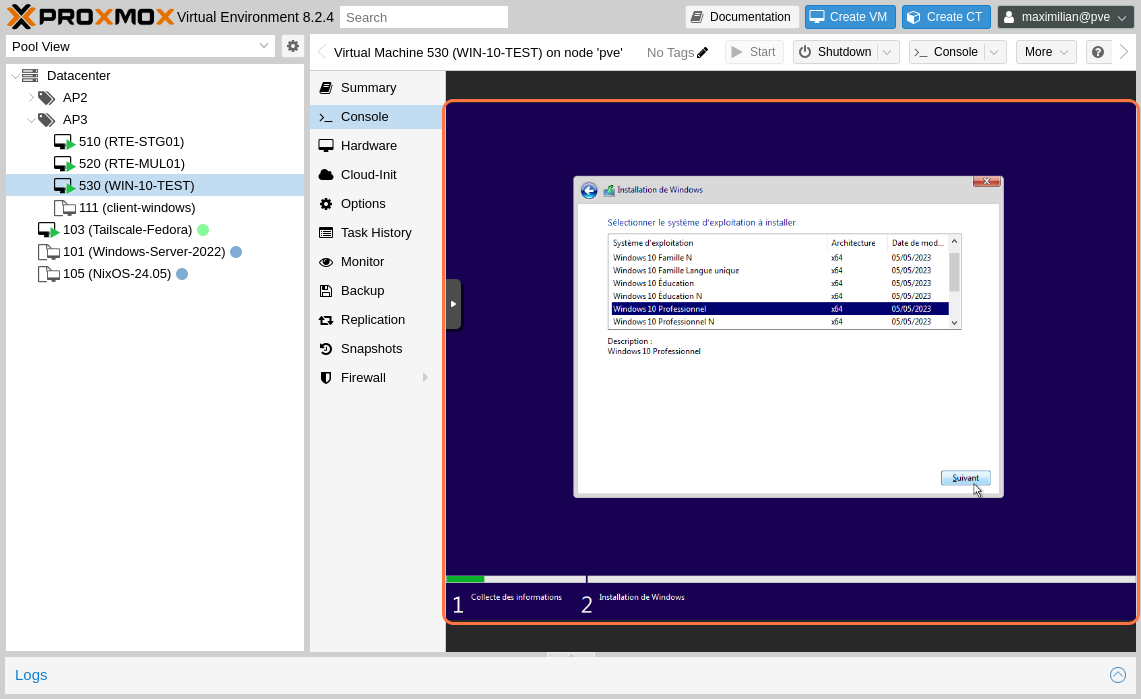 PROXMOX Virtual Environment 8.2.4 Search Documentation Create VM Create CT maximilian@pve
Pool View
Virtual Machine 530 (WIN-10-TEST) on node 'pve' No Tags Start Shutdown Console More
Datacenter
AP2
AP3
510 (RTE-STG01)
520 (RTE-MUL01)
530 (WIN-10-TEST)
111 (client-windows)
103 (Tailscale-Fedora)
101 (Windows-Server-2022)
105 (NixOS-24.05)
Summary
Console
Hardware
Cloud-Init
Options
Task History
Monitor
Backup
Replication
Snapshots
Firewall
Installation de Windows
Sélectionner le système d'exploitation à installer
Système d'exploitation Architecture Date de mod...
Windows 10 Famille N x64 05/05/2023
Windows 10 Famille Langue unique x64 05/05/2023
Windows 10 Éducation x64 05/05/2023
Windows 10 Éducation N x64 05/05/2023
Windows 10 Professionnel x64 05/05/2023
Windows 10 Professionnel N x64 05/05/2023
Description :
Windows 10 Professionnel
Suivant
1 Collecte des informations 2 Installation de Windows
Logs